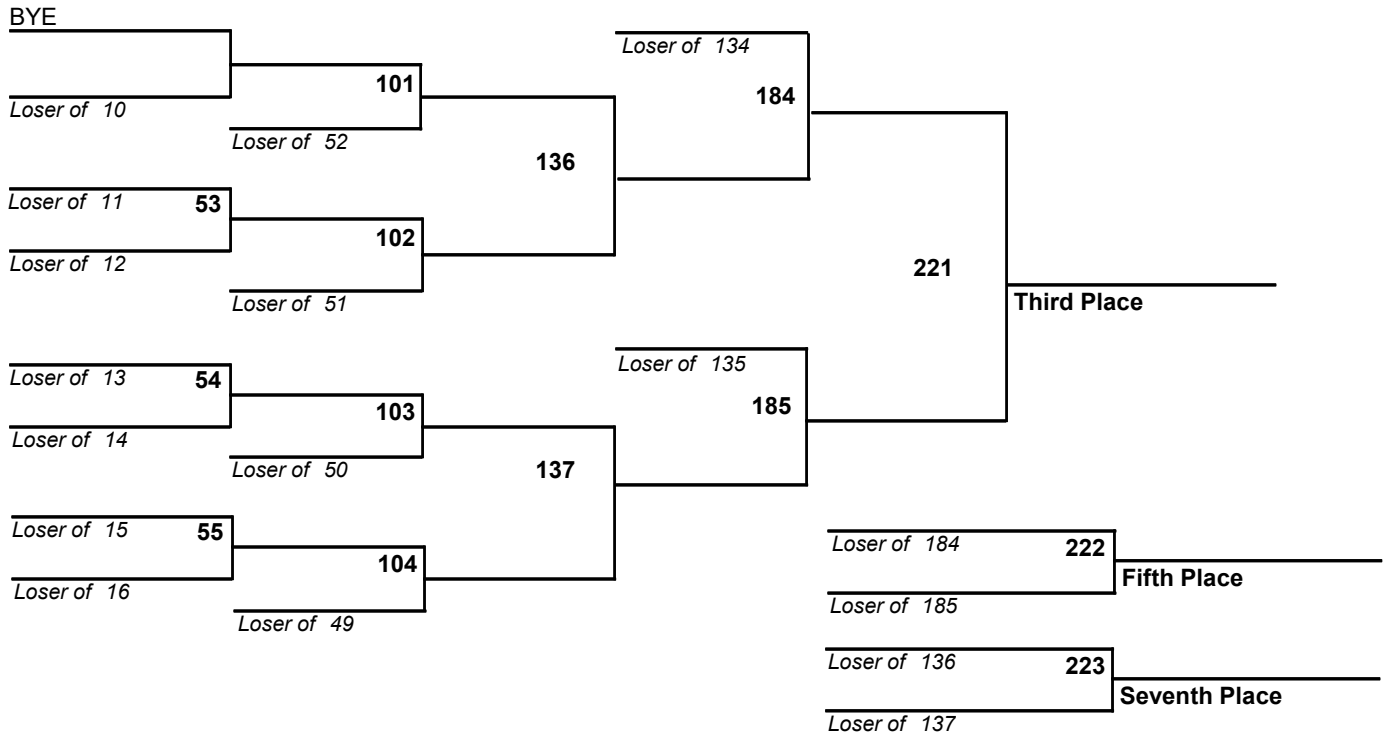 BYE
Loser of 134
101
184
Loser of 10
Loser of 52
136
Loser of 11
53
102
Loser of 12
221
Loser of 51
Third Place
Loser of 135
Loser of 13
54
103
185
Loser of 14
Loser of 50
137
Loser of 15
55
Loser of 184
222
104
Fifth Place
Loser of 16
Loser of 185
Loser of 49
Loser of 136
223
Seventh Place
Loser of 137